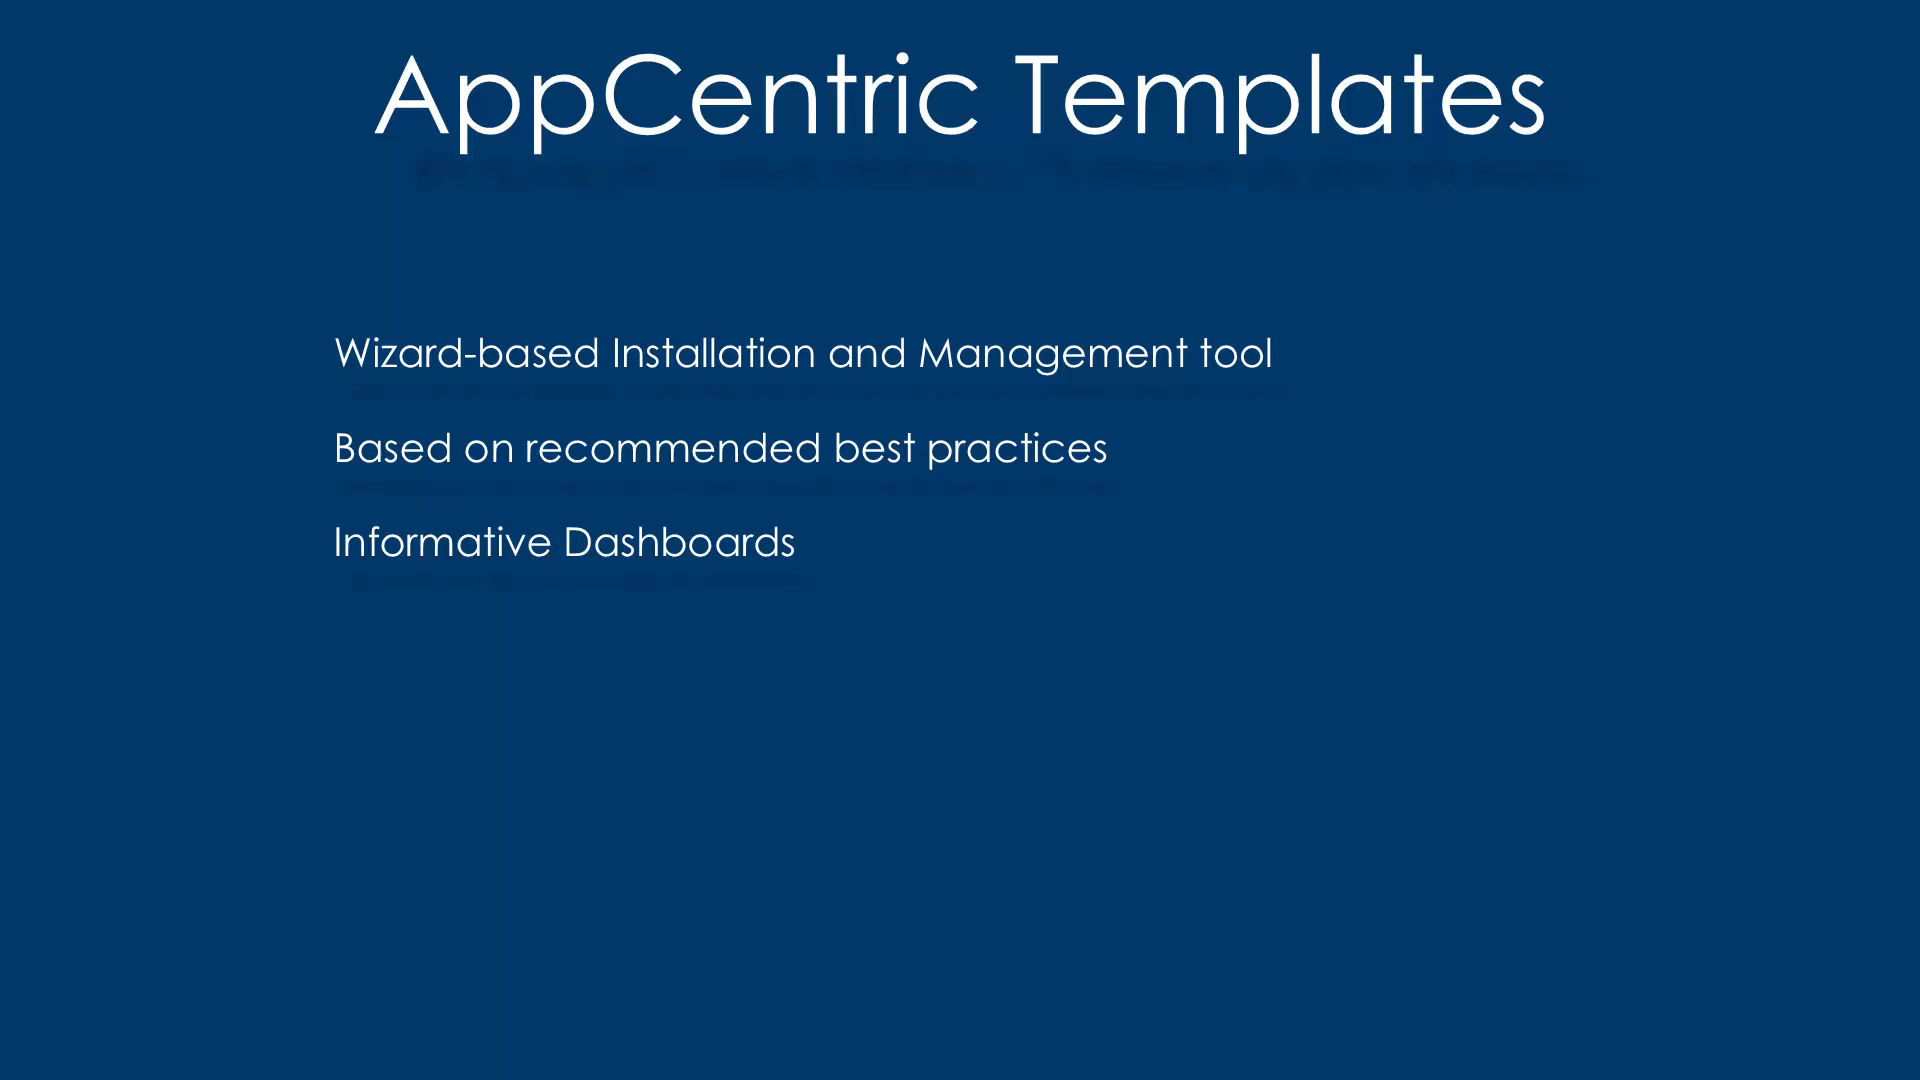 AppCentric Templates
Wizard-based Installation and Management tool
Based on recommended best practices
Informative Dashboards